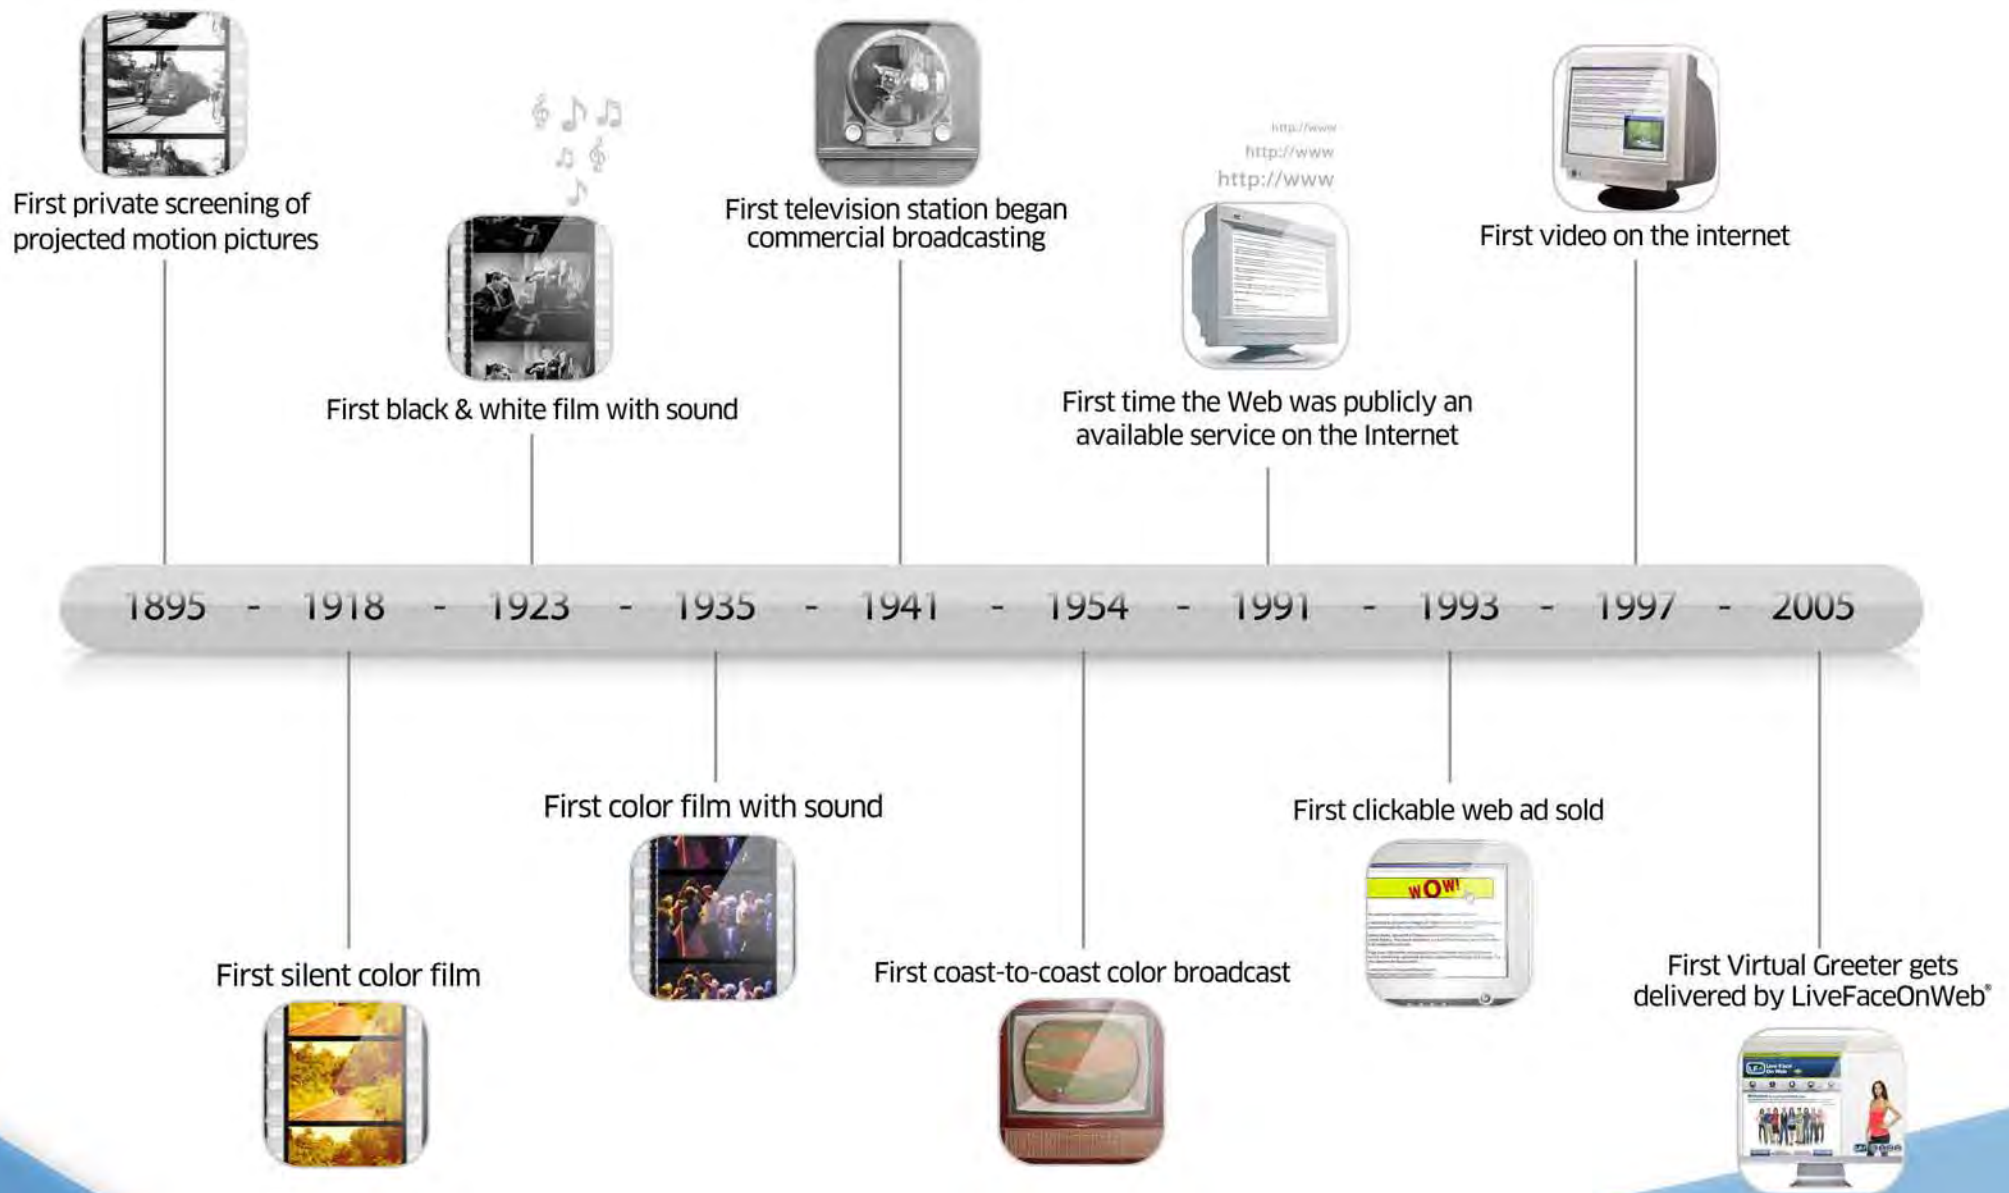 First private screening of
projected motion pictures
First black & white film with sound
First television station began
commercial broadcasting
http://www
http://www
http://www
First time the Web was publicly an
available service on the Internet
First video on the internet
1895 - 1918 - 1923 - 1935 - 1941 - 1954 - 1991 - 1993 - 1997 - 2005
First silent color film
First color film with sound
First coast-to-coast color broadcast
First clickable web ad sold
WOW!
First Virtual Greeter gets
delivered by LiveFaceOnWeb®
Live Face
On Web